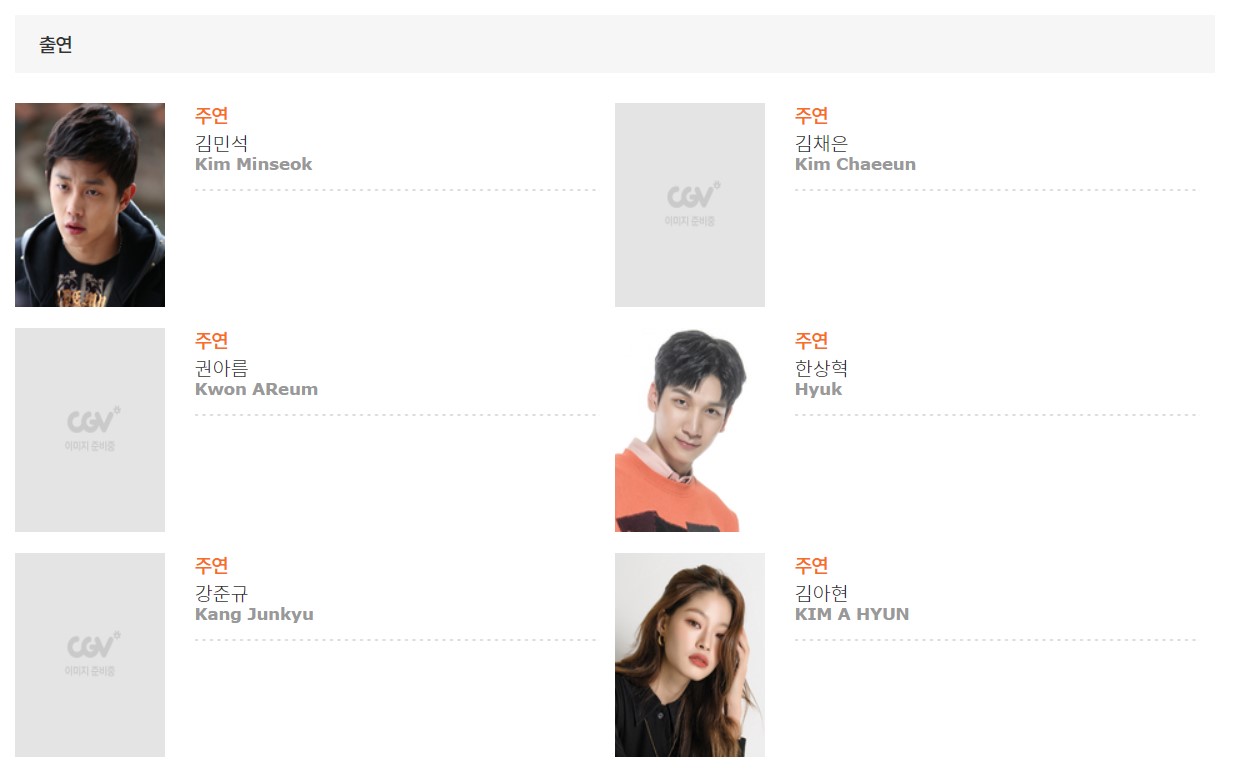 출연
주연
김민석
Kim Minseok
CGV
이미지 준비중
주연
김채은
Kim Chaeeun
CGV
이미지 준비중
주연
권아름
Kwon AReum
주연
한상혁
Hyuk
CGV
이미지 준비중
주연
강준규
Kang Junkyu
주연
김아현
KIM A HYUN